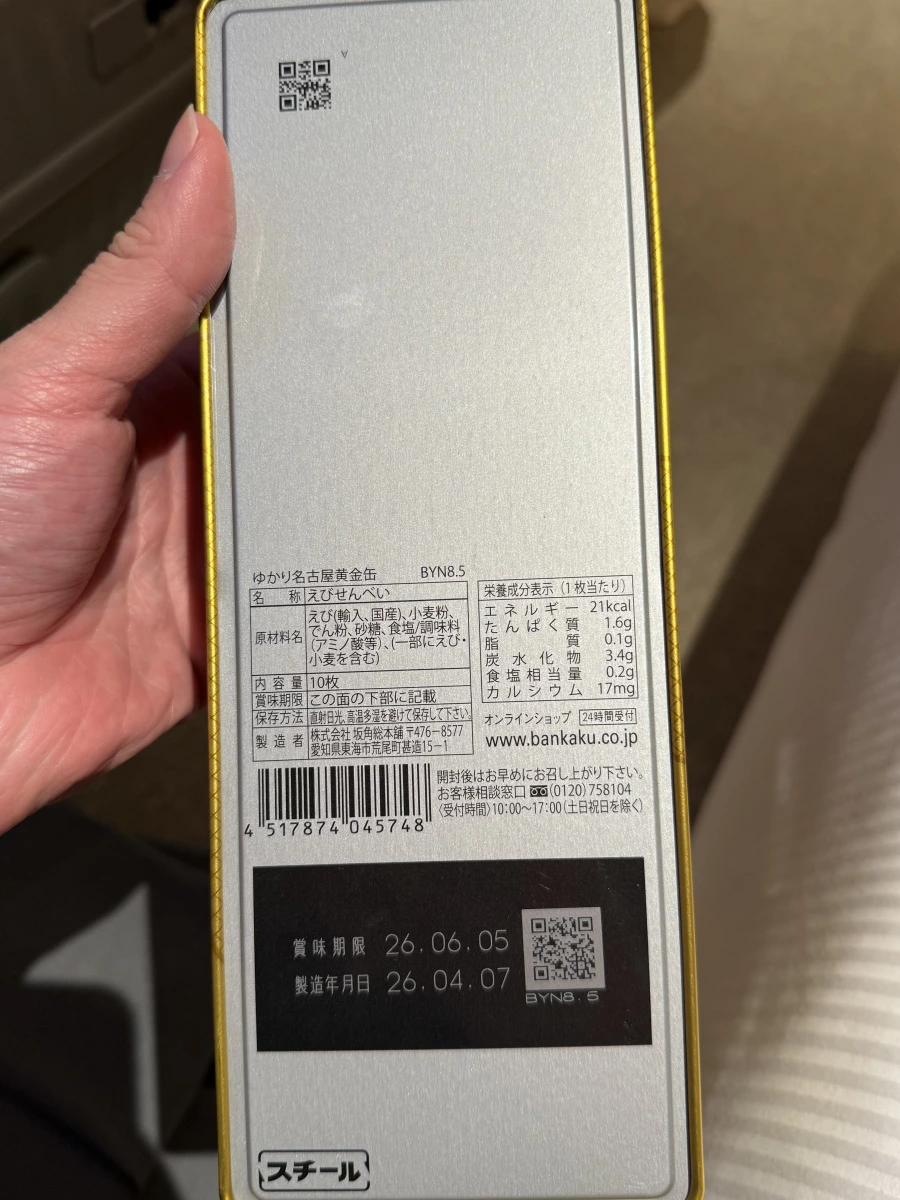 ゆかり名古屋黄金缶 BYN8.5
名称 えびせんべい
原材料名 えび(輸入、国産)、小麦粉、
でん粉、砂糖、食塩/調味料
(アミノ酸等)、(一部にえび・
小麦を含む)
内容量 10枚
賞味期限 この面の下部に記載
保存方法 直射日光、高温多湿を避けて保存して下さい。
製造者 株式会社 坂角総本舖 〒476-8577
愛知県東海市荒尾町甚造15-1
栄養成分表示(1枚当たり)
エネルギー 21kcal
たんぱく質 1.6g
脂質 0.1g
炭水化物 3.4g
食塩相当量 0.2g
カルシウム 17mg
オンラインショップ 24時間受付
www.bankaku.co.jp
開封後はお早めにお召し上がり下さい。
お客様相談窓口 (0120)758104
〈受付時間〉10:00〜17:00(土日祝日を除く)
4 517874 045748
賞味期限 26.06.05
製造年月日 26.04.07
BYN8.5
スチール